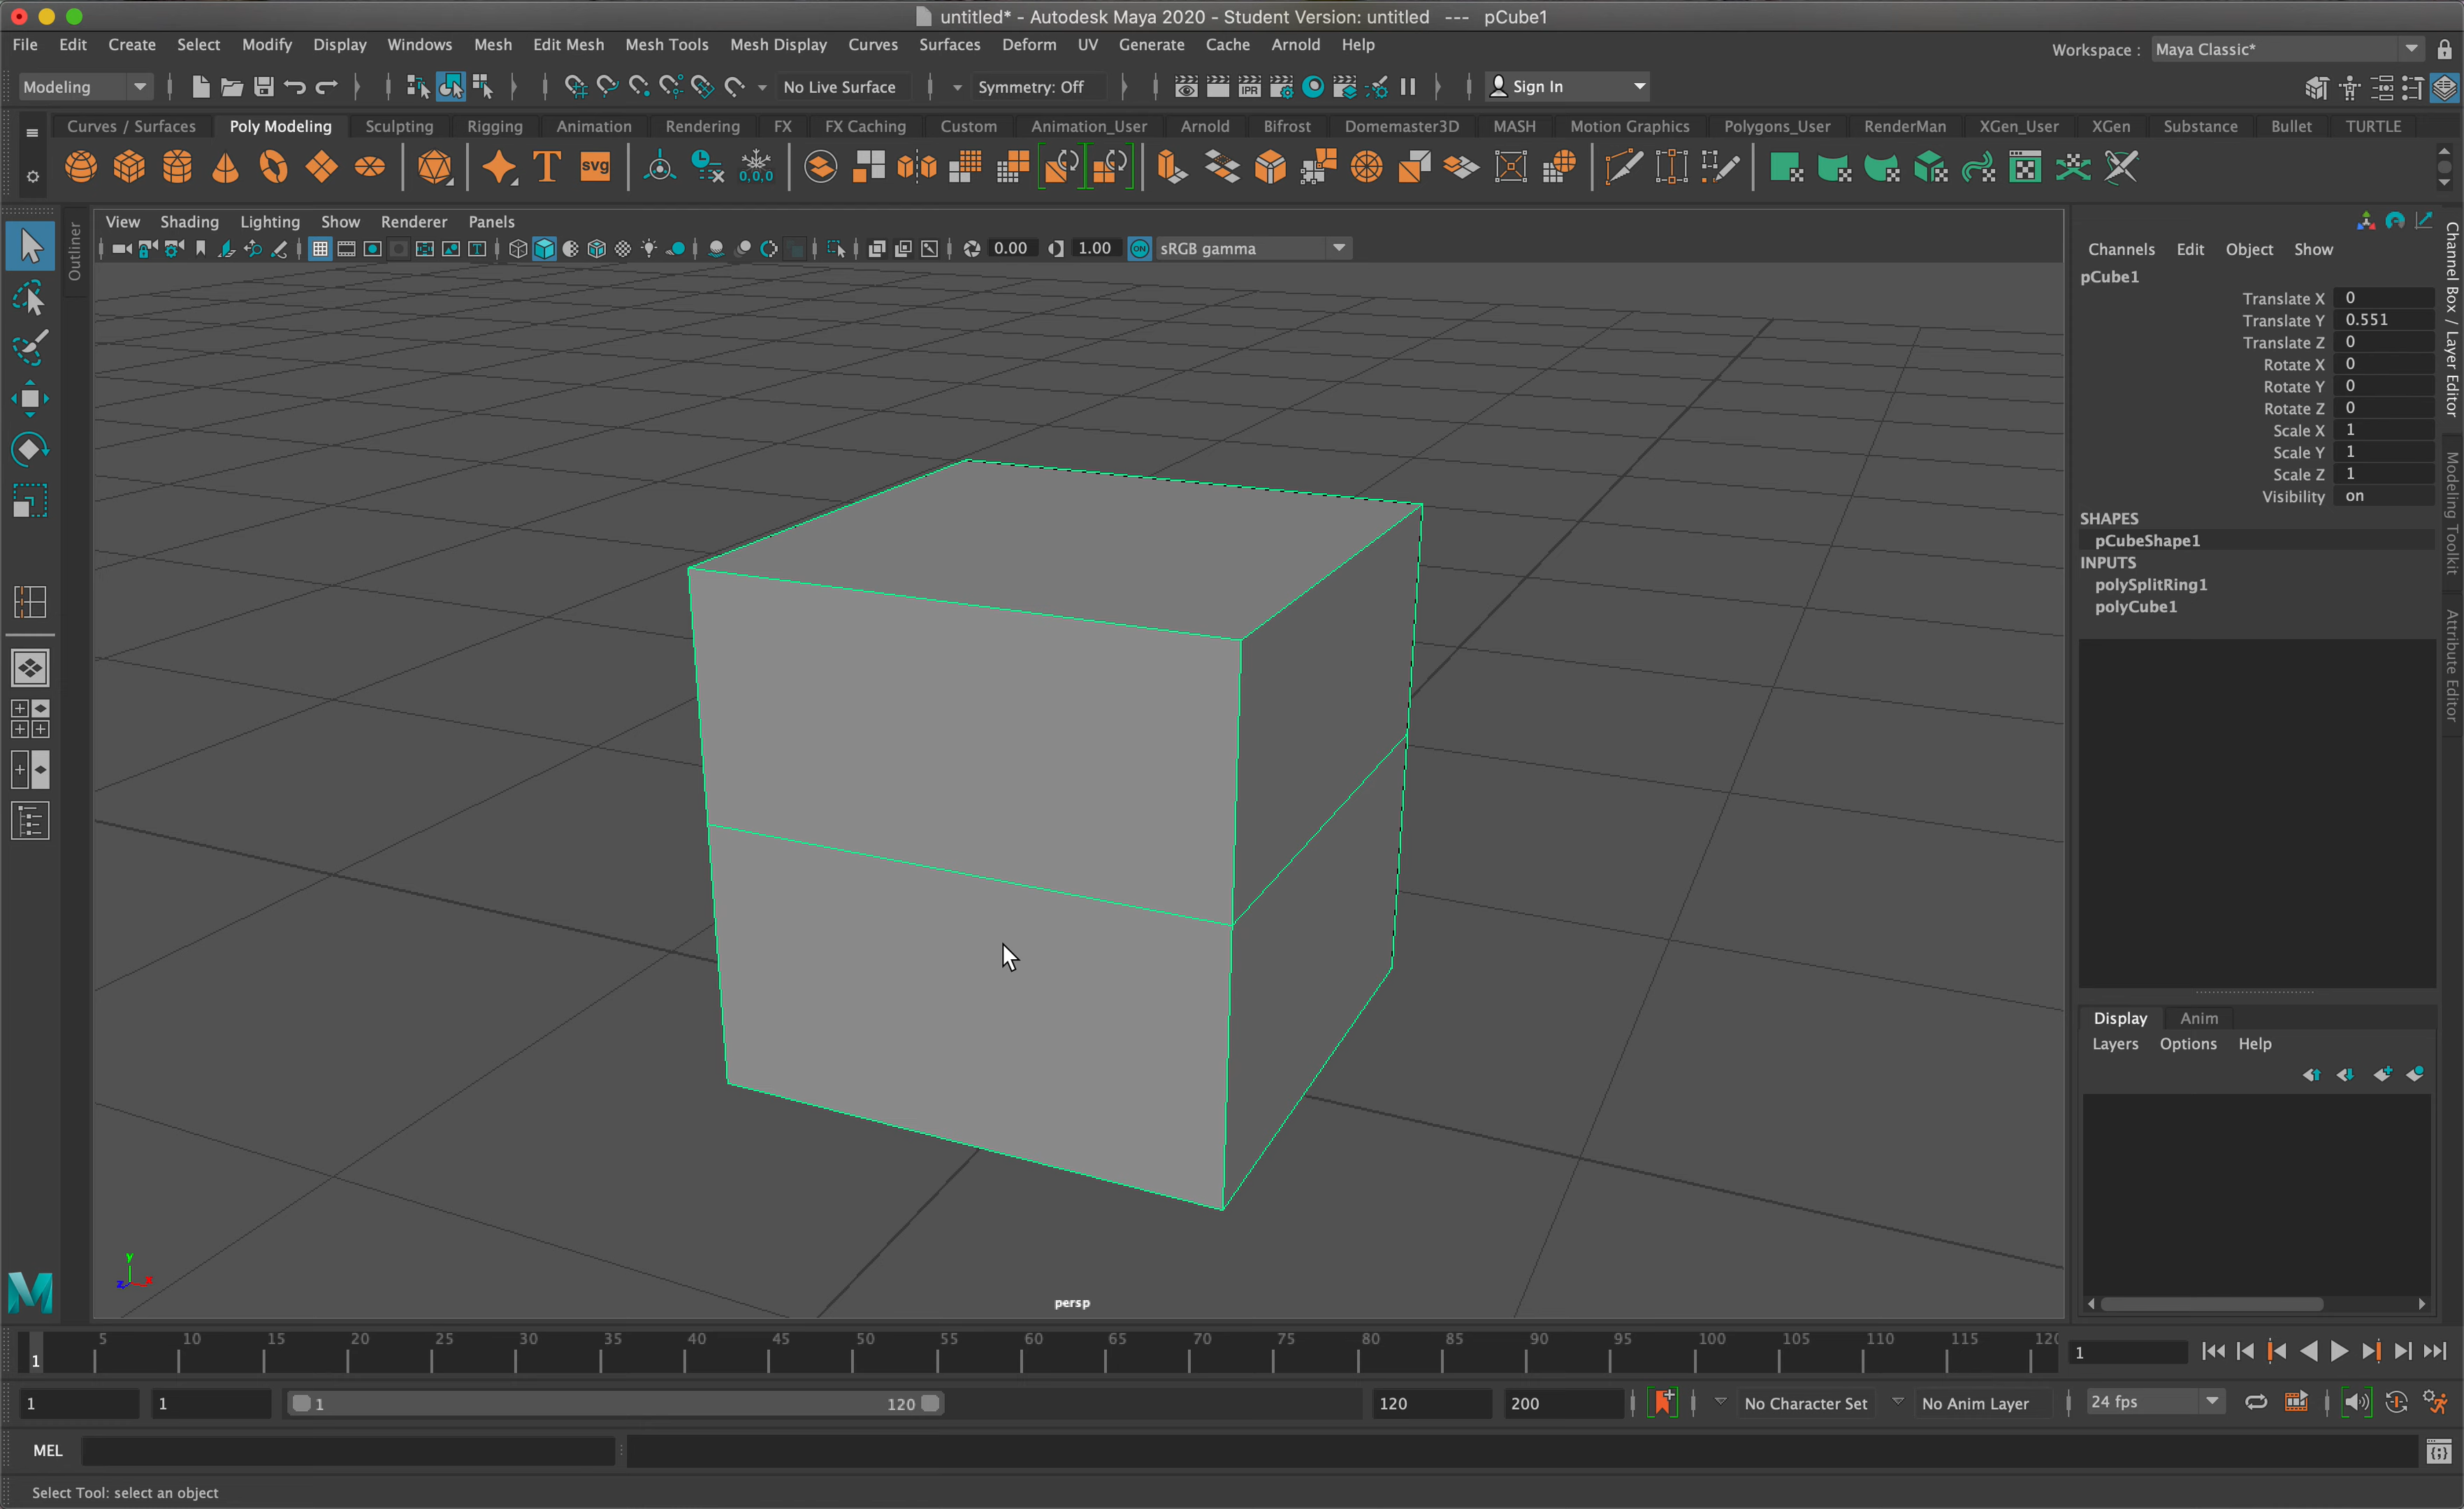 untitled* - Autodesk Maya 2020 - Student Version: untitled --- pCube1
File Edit Create Select Modify Display Windows Mesh Edit Mesh Mesh Tools Mesh Display Curves Surfaces Deform UV Generate Cache Arnold Help
Workspace : Maya Classic*
Modeling No Live Surface Symmetry: Off IPR Sign In
Curves / Surfaces Poly Modeling Sculpting Rigging Animation Rendering FX FX Caching Custom Animation_User Arnold Bifrost Domemaster3D MASH Motion Graphics Polygons_User RenderMan XGen_User XGen Substance Bullet TURTLE
T svg 0,0,0
View Shading Lighting Show Renderer Panels
0.00 1.00 ON sRGB gamma
Outliner
Channels Edit Object Show
pCube1
Translate X 0
Translate Y 0.551
Translate Z 0
Rotate X 0
Rotate Y 0
Rotate Z 0
Scale X 1
Scale Y 1
Scale Z 1
Visibility on
SHAPES
pCubeShape1
INPUTS
polySplitRing1
polyCube1
Channel Box / Layer Editor
Modeling Toolkit
Attribute Editor
Display Anim
Layers Options Help
Y
Z X
persp
M
5 10 15 20 25 30 35 40 45 50 55 60 65 70 75 80 85 90 95 100 105 110 115 120
1 1
1 1 1 120 120 200 No Character Set No Anim Layer 24 fps
MEL
Select Tool: select an object